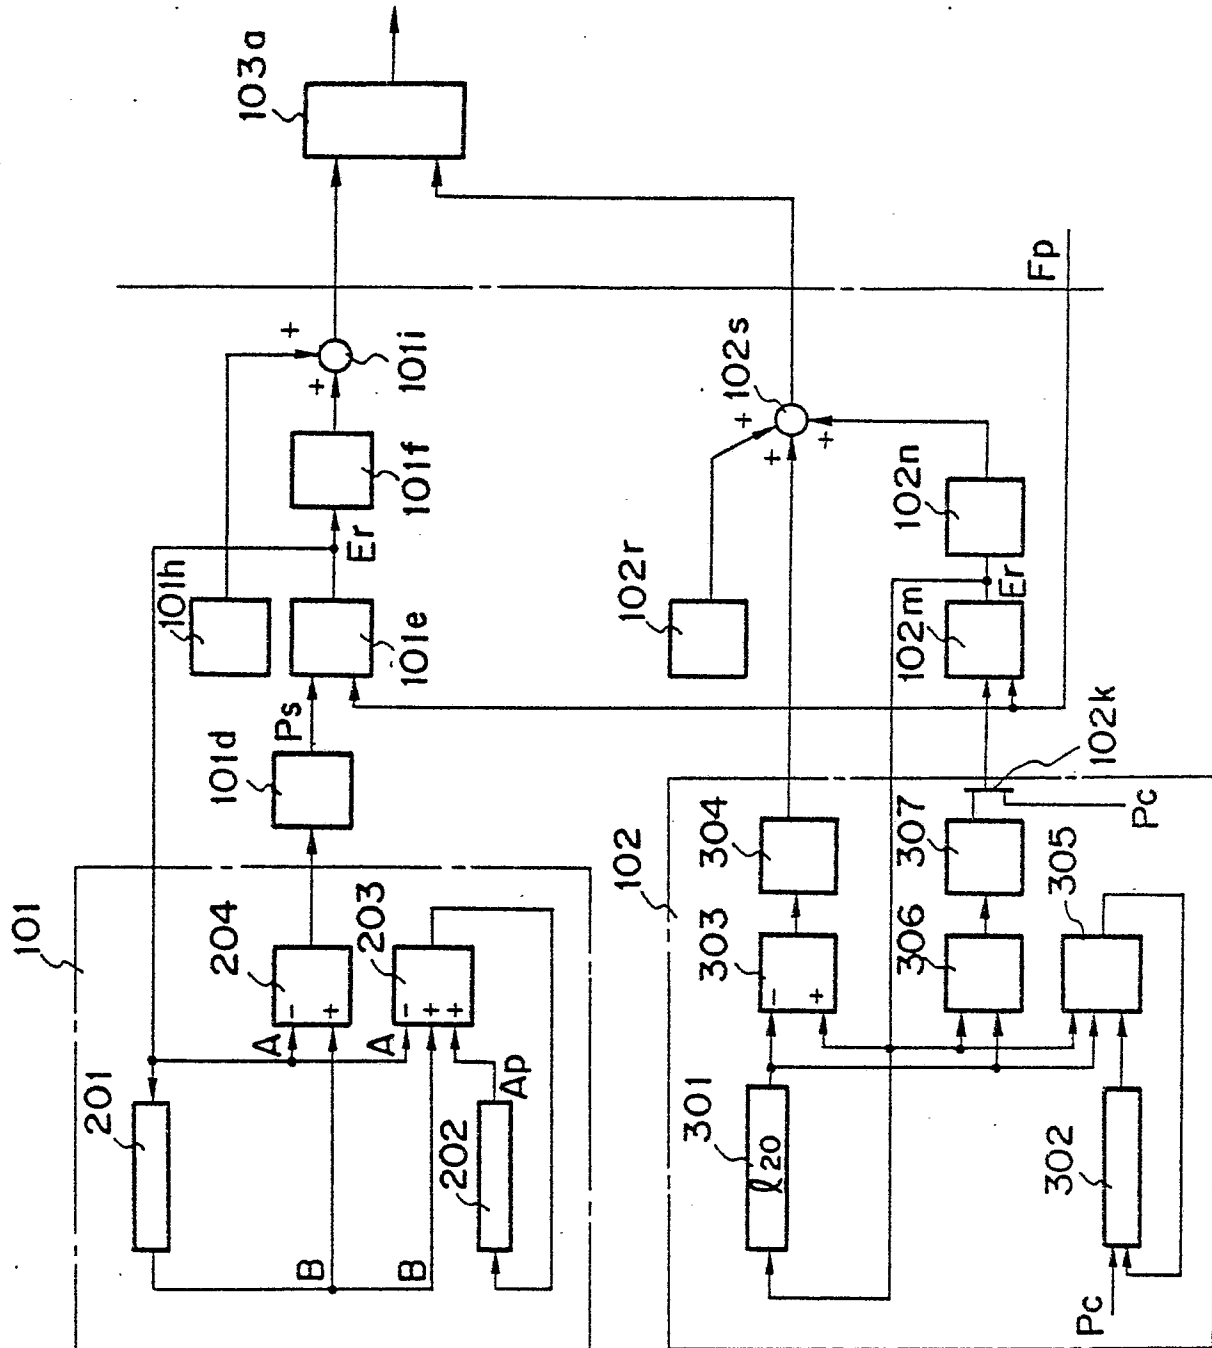 103a
Fp
101i
102s
101f
102n
101h
Er
102r
Er
101e
102m
Ps
101d
102k
Pc
101
102
304
307
305
204
203
303
306
- +
- + +
- +
A
A
201
202
Ap
301
ℓ20
302
B
B
Pc
+
+
+
+
+